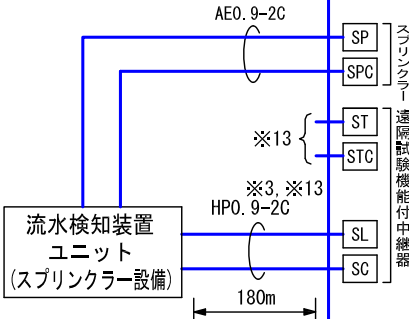 AE0.9-2C
SP
SPC
スプリンクラー
ST
STC
※13
遠隔試験機能付中継器
※3, ※13
HP0.9-2C
SL
SC
流水検知装置
ユニット
(スプリンクラー設備)
180m